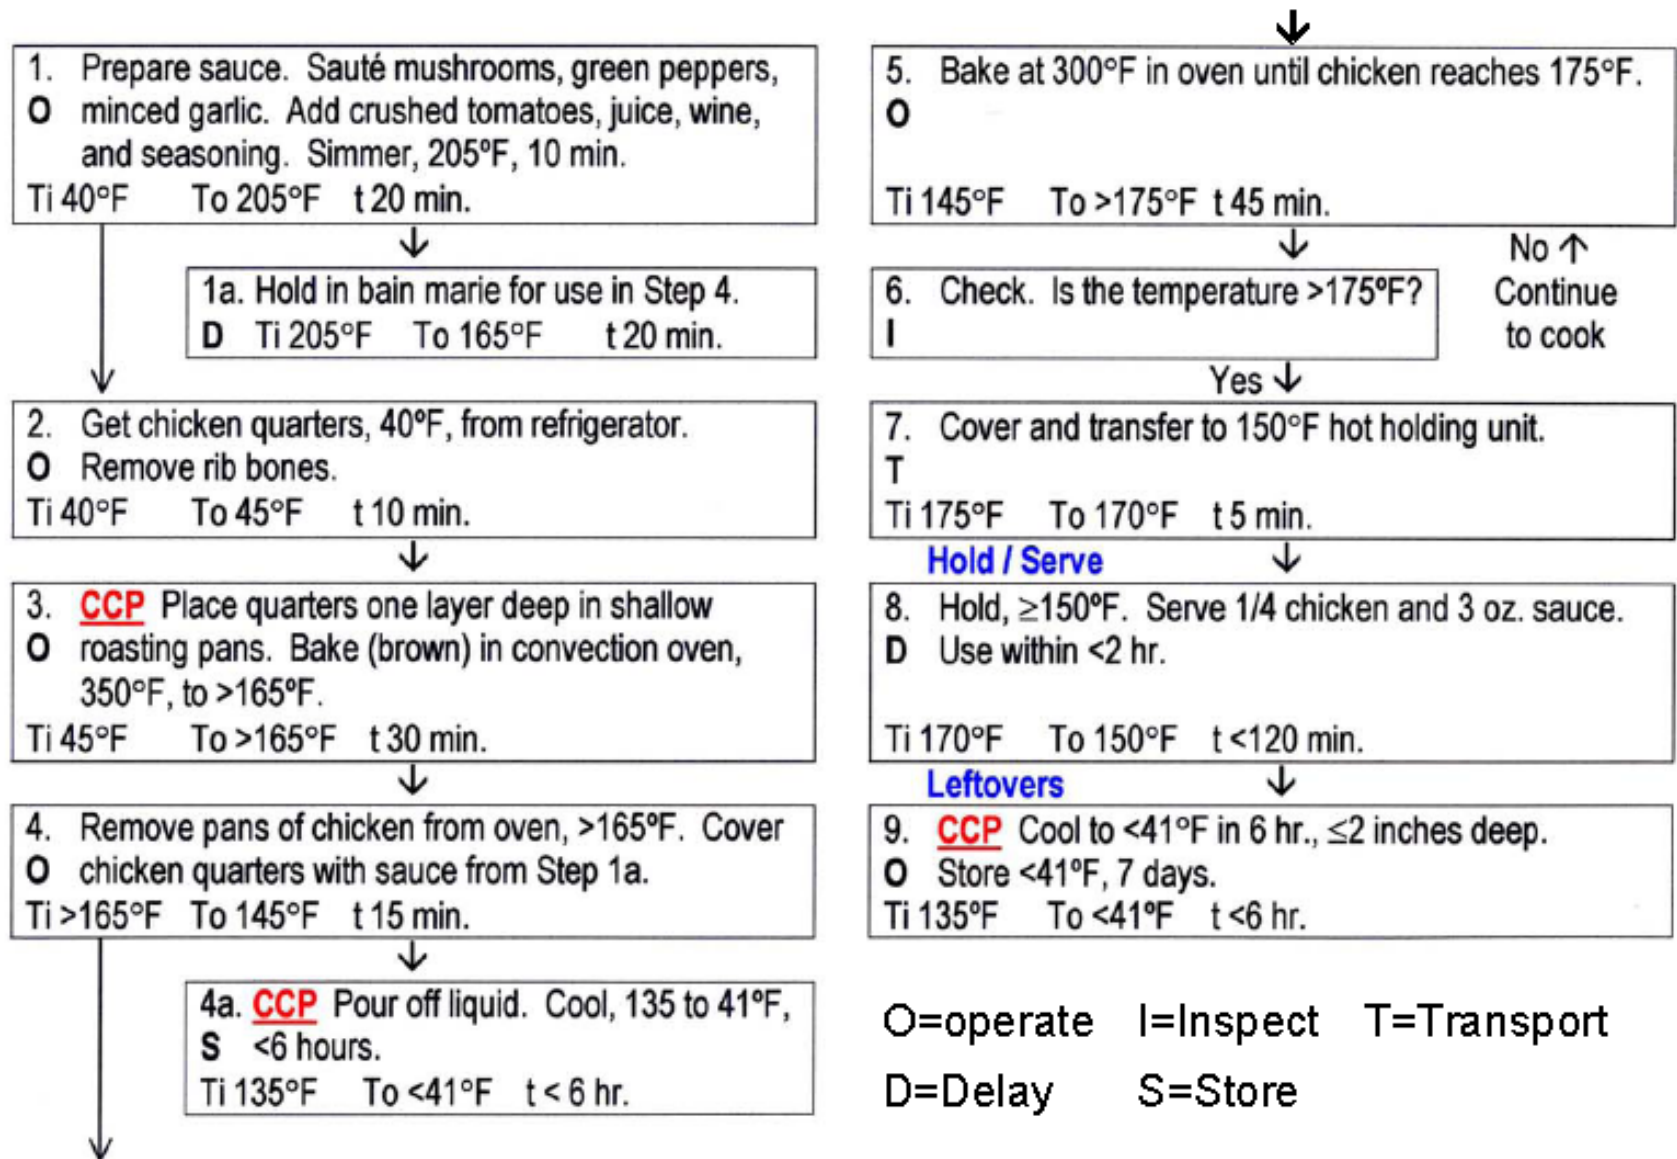 1. Prepare sauce. Sauté mushrooms, green peppers,
O minced garlic. Add crushed tomatoes, juice, wine,
and seasoning. Simmer, 205ºF, 10 min.
Ti 40°F To 205°F t 20 min.
1a. Hold in bain marie for use in Step 4.
D Ti 205°F To 165°F t 20 min.
2. Get chicken quarters, 40ºF, from refrigerator.
O Remove rib bones.
Ti 40°F To 45°F t 10 min.
3. CCP Place quarters one layer deep in shallow
O roasting pans. Bake (brown) in convection oven,
350°F, to >165ºF.
Ti 45°F To >165°F t 30 min.
4. Remove pans of chicken from oven, >165ºF. Cover
O chicken quarters with sauce from Step 1a.
Ti >165°F To 145°F t 15 min.
4a. CCP Pour off liquid. Cool, 135 to 41ºF,
S <6 hours.
Ti 135°F To <41°F t < 6 hr.
5. Bake at 300°F in oven until chicken reaches 175°F.
O
Ti 145°F To >175°F t 45 min.
No ↑
Continue
to cook
6. Check. Is the temperature >175ºF?
I
Yes ↓
7. Cover and transfer to 150°F hot holding unit.
T
Ti 175°F To 170°F t 5 min.
Hold / Serve
8. Hold, ≥150ºF. Serve 1/4 chicken and 3 oz. sauce.
D Use within <2 hr.
Ti 170°F To 150°F t <120 min.
Leftovers
9. CCP Cool to <41°F in 6 hr., ≤2 inches deep.
O Store <41ºF, 7 days.
Ti 135°F To <41ºF t <6 hr.
O=operate I=Inspect T=Transport
D=Delay S=Store